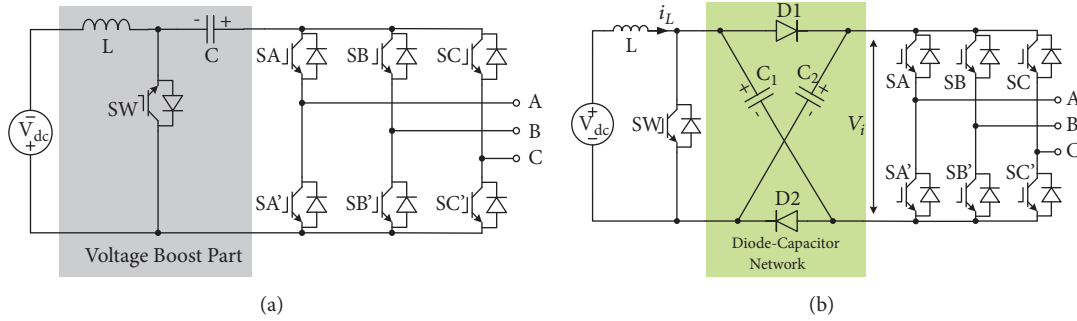 - +
L
C
SA
SB
SC
SW
-
V_dc
+
A
B
C
SA'
SB'
SC'
Voltage Boost Part
(a)
i_L
D1
L
C_1
C_2
+
+
-
-
SA
SB
SC
+
V_dc
-
SW
V_i
A
B
C
SA'
SB'
SC'
D2
Diode-Capacitor
Network
(b)